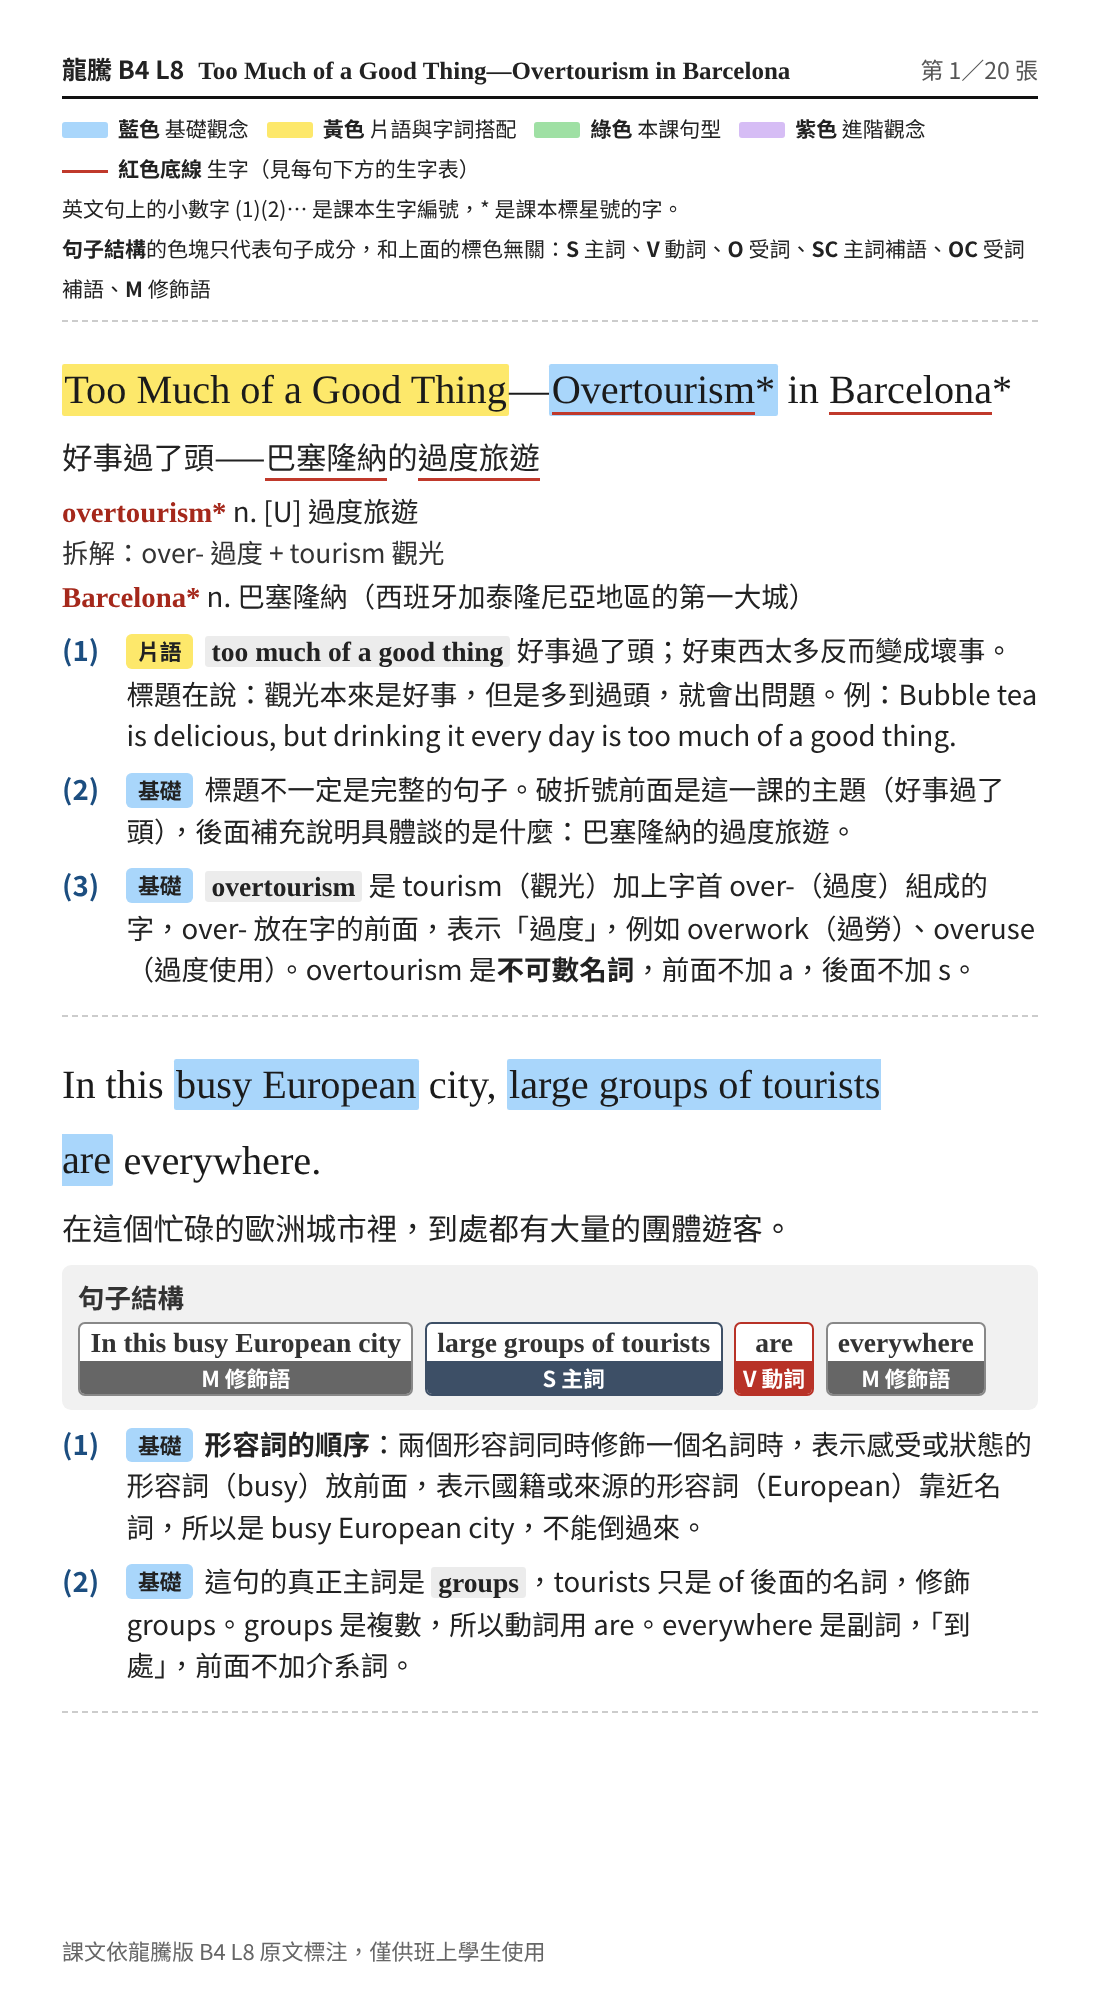 龍騰 B4 L8 Too Much of a Good Thing—Overtourism in Barcelona 第 1／20 張
藍色 基礎觀念 黃色 片語與字詞搭配 綠色 本課句型 紫色 進階觀念
紅色底線 生字（見每句下方的生字表）
英文句上的小數字 (1)(2)… 是課本生字編號，* 是課本標星號的字。
句子結構的色塊只代表句子成分，和上面的標色無關：S 主詞、V 動詞、O 受詞、SC 主詞補語、OC 受詞
補語、M 修飾語
Too Much of a Good Thing—Overtourism* in Barcelona*
好事過了頭——巴塞隆納的過度旅遊
overtourism* n. [U] 過度旅遊
拆解：over- 過度 + tourism 觀光
Barcelona* n. 巴塞隆納（西班牙加泰隆尼亞地區的第一大城）
(1) 片語 too much of a good thing 好事過了頭；好東西太多反而變成壞事。
標題在說：觀光本來是好事，但是多到過頭，就會出問題。例：Bubble tea
is delicious, but drinking it every day is too much of a good thing.
(2) 基礎 標題不一定是完整的句子。破折號前面是這一課的主題（好事過了
頭），後面補充說明具體談的是什麼：巴塞隆納的過度旅遊。
(3) 基礎 overtourism 是 tourism（觀光）加上字首 over-（過度）組成的
字，over- 放在字的前面，表示「過度」，例如 overwork（過勞）、overuse
（過度使用）。overtourism 是不可數名詞，前面不加 a，後面不加 s。
In this busy European city, large groups of tourists
are everywhere.
在這個忙碌的歐洲城市裡，到處都有大量的團體遊客。
句子結構
In this busy European city large groups of tourists are everywhere
M 修飾語 S 主詞 V 動詞 M 修飾語
(1) 基礎 形容詞的順序：兩個形容詞同時修飾一個名詞時，表示感受或狀態的
形容詞（busy）放前面，表示國籍或來源的形容詞（European）靠近名
詞，所以是 busy European city，不能倒過來。
(2) 基礎 這句的真正主詞是 groups，tourists 只是 of 後面的名詞，修飾
groups。groups 是複數，所以動詞用 are。everywhere 是副詞，「到
處」，前面不加介系詞。
課文依龍騰版 B4 L8 原文標注，僅供班上學生使用